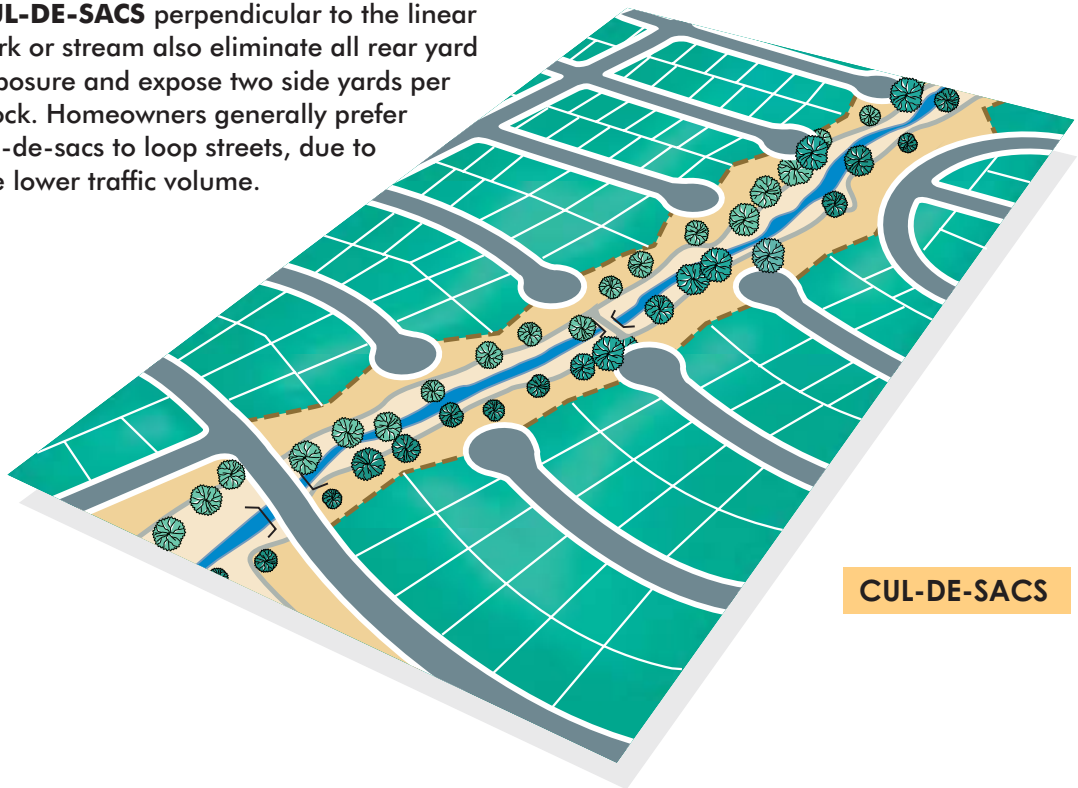 UL-DE-SACS perpendicular to the linear
rk or stream also eliminate all rear yard
posure and expose two side yards per
ock. Homeowners generally prefer
l-de-sacs to loop streets, due to
e lower traffic volume.
CUL-DE-SACS